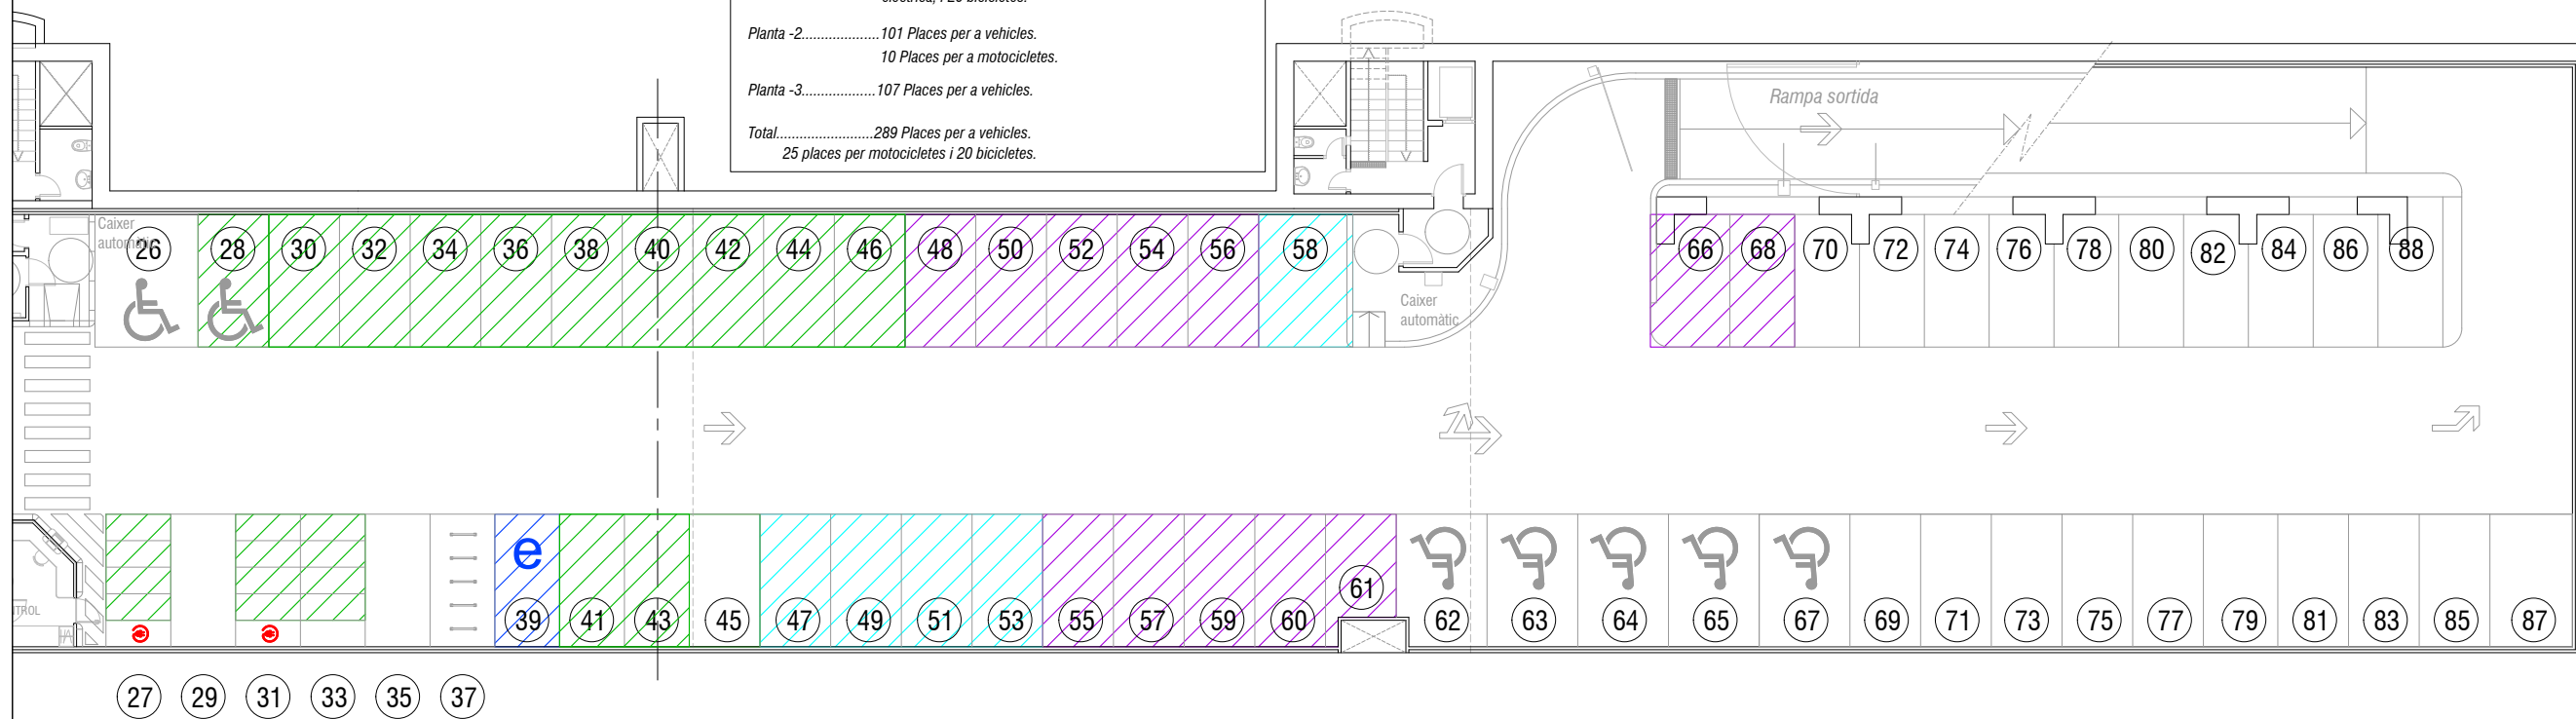 elèctrica, i 20 bicicletes.
Planta -2....................101 Places per a vehicles.
10 Places per a motocicletes.
Planta -3...................107 Places per a vehicles.
Total.........................289 Places per a vehicles.
25 places per motocicletes i 20 bicicletes.
Rampa sortida
Caixer
automàtic
26 28 30 32 34 36 38 40 42 44 46 48 50 52 54 56 58 66 68 70 72 74 76 78 80 82 84 86 88
Caixer
automàtic
e
61
39 41 43 45 47 49 51 53 55 57 59 60 62 63 64 65 67 69 71 73 75 77 79 81 83 85 87
27 29 31 33 35 37